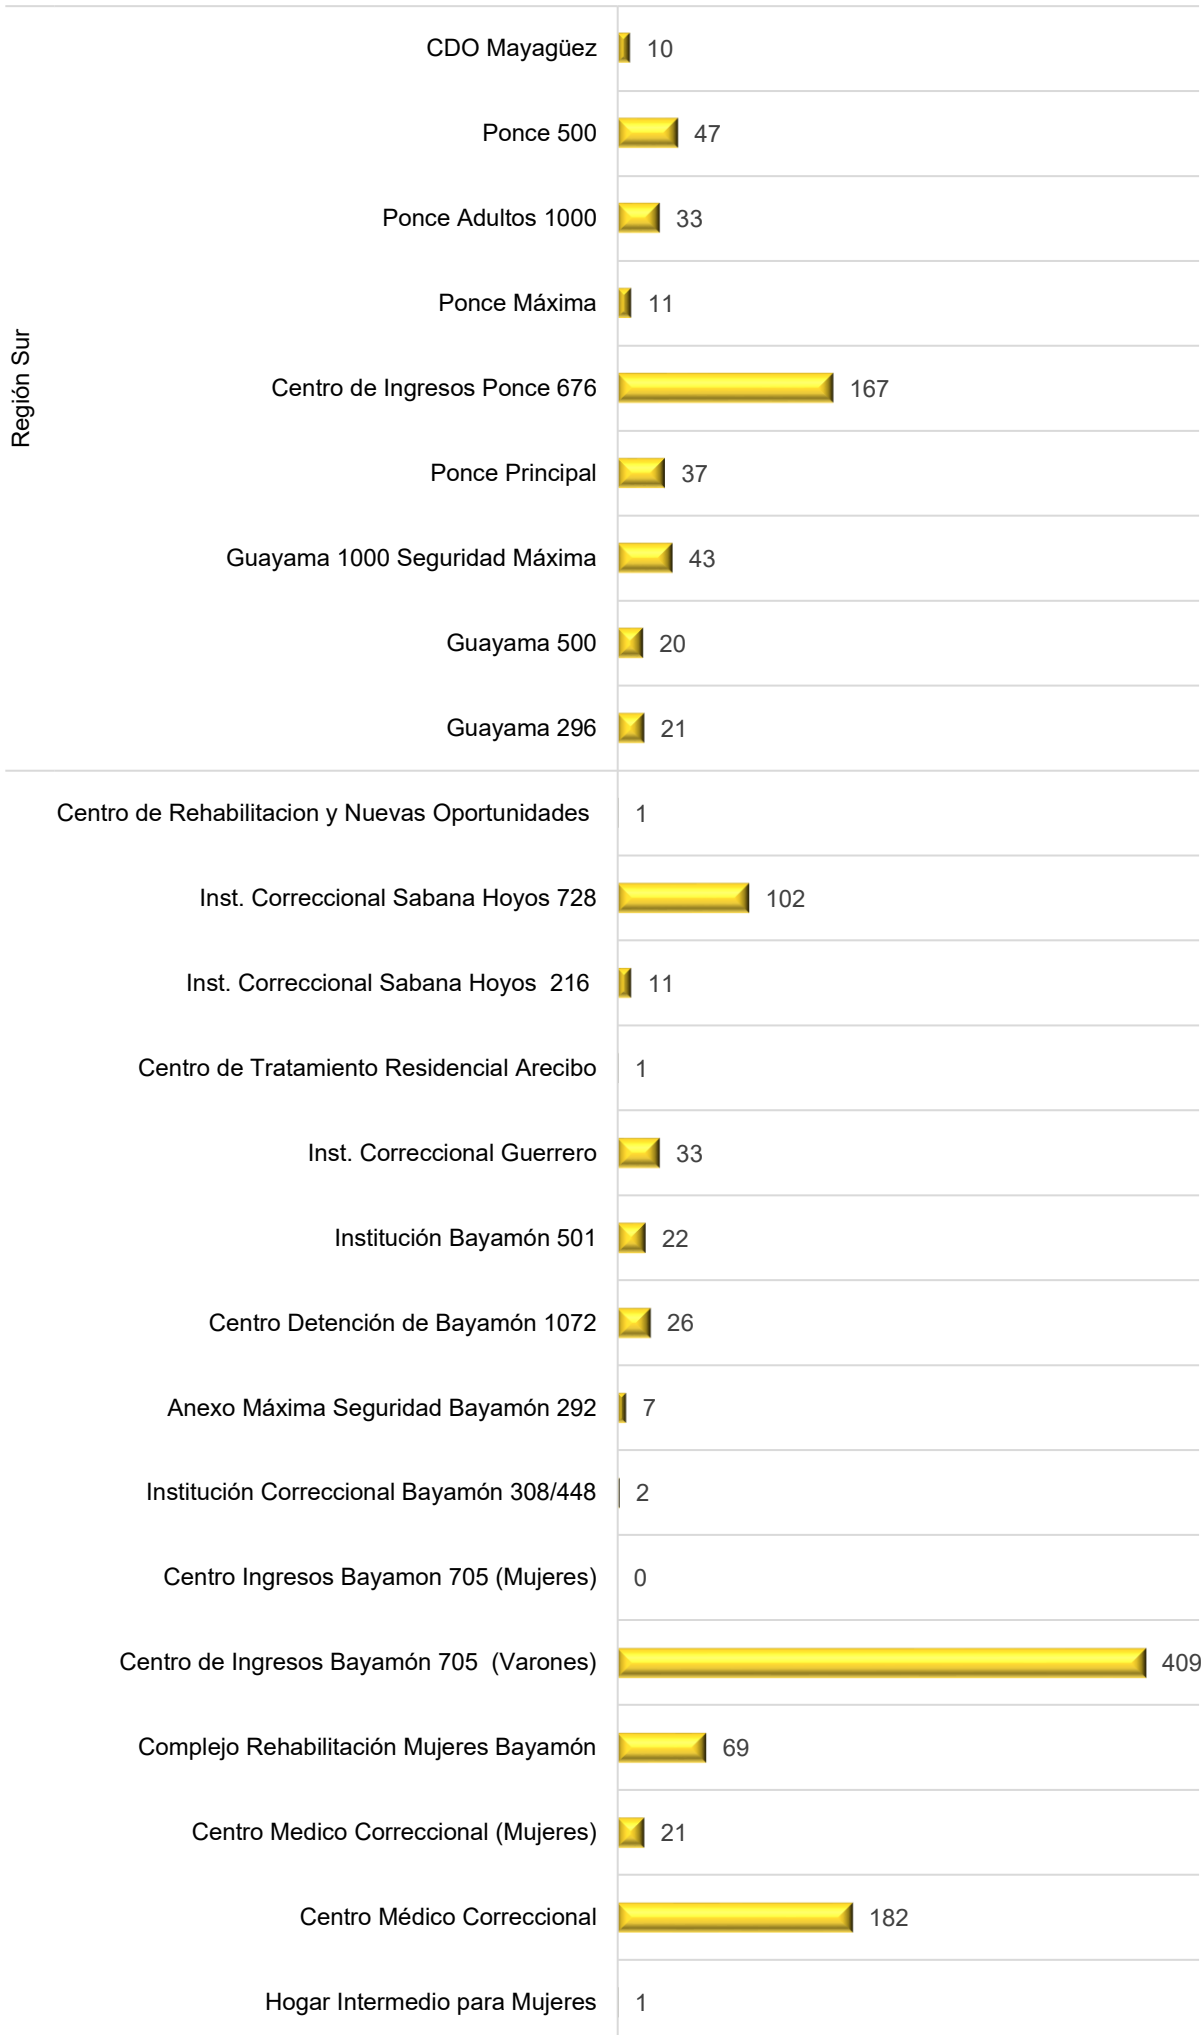 Región Sur
CDO Mayagüez 10
Ponce 500 47
Ponce Adultos 1000 33
Ponce Máxima 11
Centro de Ingresos Ponce 676 167
Ponce Principal 37
Guayama 1000 Seguridad Máxima 43
Guayama 500 20
Guayama 296 21
Centro de Rehabilitacion y Nuevas Oportunidades 1
Inst. Correccional Sabana Hoyos 728 102
Inst. Correccional Sabana Hoyos  216 11
Centro de Tratamiento Residencial Arecibo 1
Inst. Correccional Guerrero 33
Institución Bayamón 501 22
Centro Detención de Bayamón 1072 26
Anexo Máxima Seguridad Bayamón 292 7
Institución Correccional Bayamón 308/448 2
Centro Ingresos Bayamon 705 (Mujeres) 0
Centro de Ingresos Bayamón 705  (Varones) 409
Complejo Rehabilitación Mujeres Bayamón 69
Centro Medico Correccional (Mujeres) 21
Centro Médico Correccional 182
Hogar Intermedio para Mujeres 1